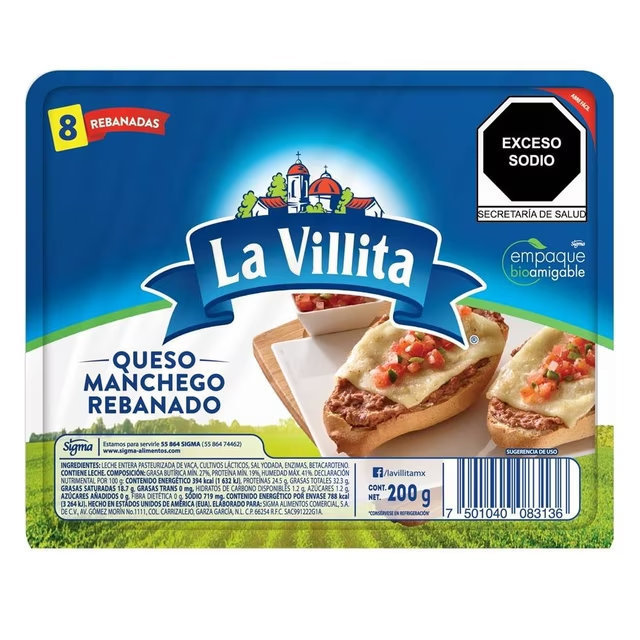 8 REBANADAS
ABRE FÁCIL
EXCESO
SODIO
SECRETARÍA DE SALUD
La Villita
®
Sigma
empaque
bioamigable
QUESO
MANCHEGO
REBANADO
SUGERENCIA DE USO
Sigma
Estamos para servirle 55 864 SIGMA (55 864 74462)
www.sigma-alimentos.com
INGREDIENTES: LECHE ENTERA PASTEURIZADA DE VACA, CULTIVOS LÁCTICOS, SAL YODADA, ENZIMAS, BETACAROTENO.
CONTIENE LECHE. COMPOSICIÓN: GRASA BUTÍRICA MÍN. 27%, PROTEÍNA MÍN. 19%, HUMEDAD MÁX. 41%. DECLARACIÓN
NUTRIMENTAL POR 100 g: CONTENIDO ENERGÉTICO 394 kcal (1 632 kJ), PROTEÍNAS 24.5 g, GRASAS TOTALES 32.3 g,
GRASAS SATURADAS 18.7 g, GRASAS TRANS 0 mg, HIDRATOS DE CARBONO DISPONIBLES 1.2 g, AZÚCARES 1.2 g,
AZÚCARES AÑADIDOS 0 g, FIBRA DIETÉTICA 0 g, SODIO 719 mg. CONTENIDO ENERGÉTICO POR ENVASE 788 kcal
(3 264 kJ). HECHO EN ESTADOS UNIDOS DE AMÉRICA (EUA). ELABORADO PARA: SIGMA ALIMENTOS COMERCIAL, S.A.
DE C.V., AV. GÓMEZ MORÍN No.1111, COL. CARRIZALEJO, GARZA GARCÍA, N.L. C.P. 66254 R.F.C. SAC991222G1A.
/lavillitamx
CONT.
NET. 200 g
*CONSÉRVESE EN REFRIGERACIÓN*
7 501040 083136